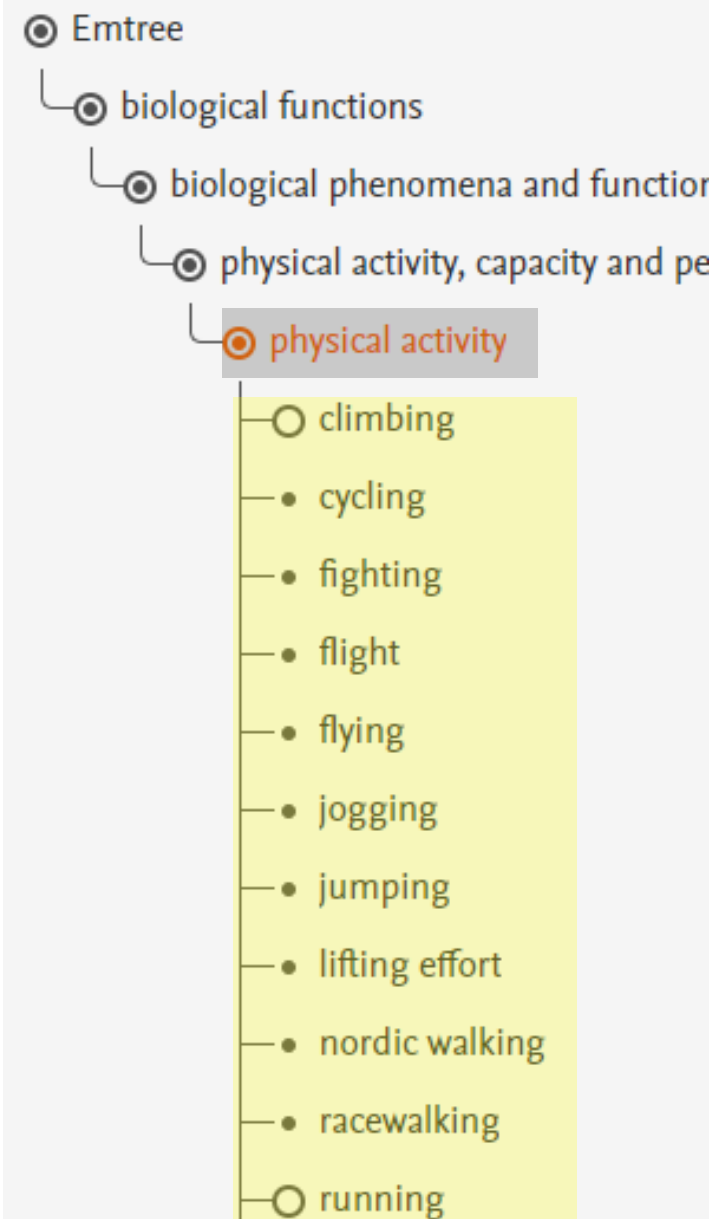 Emtree
biological functions
biological phenomena and function
physical activity, capacity and pe
physical activity
climbing
cycling
fighting
flight
flying
jogging
jumping
lifting effort
nordic walking
racewalking
running